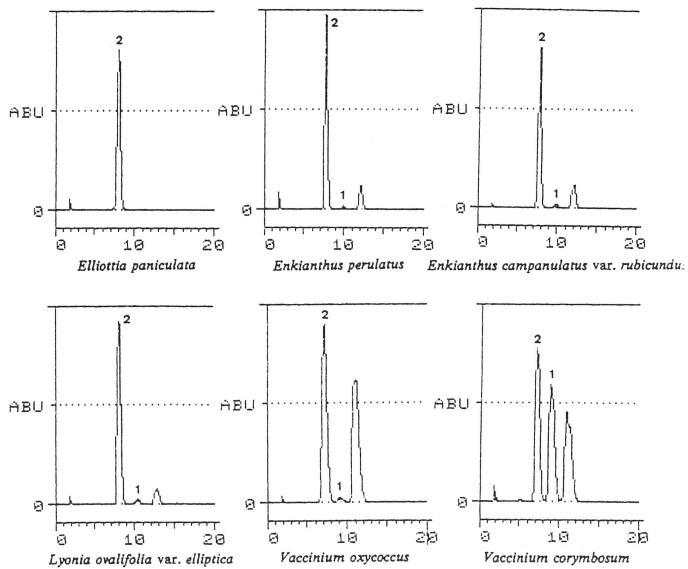 2
ABU
0
0 10 20
Elliottia paniculata
2
1
ABU
0
0 10 20
Enkianthus perulatus
2
1
ABU
0
0 10 20
Enkianthus campanulatus var. rubicundus
2
1
ABU
0
0 10 20
Lyonia ovalifolia var. elliptica
2
1
ABU
0
0 10 20
Vaccinium oxycoccus
2
1
ABU
0
0 10 20
Vaccinium corymbosum